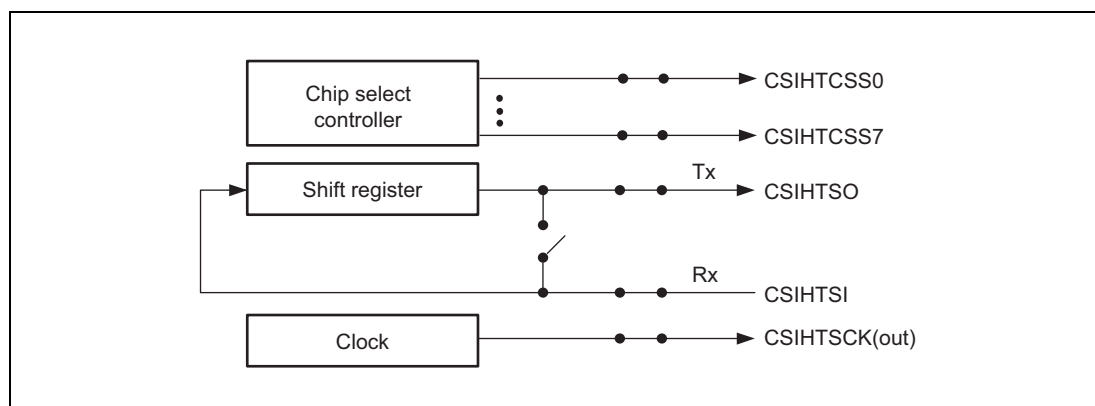 Chip select
controller
CSIHTCSS0
CSIHTCSS7
Shift register
Tx
CSIHTSO
Rx
CSIHTSI
Clock
CSIHTSCK(out)